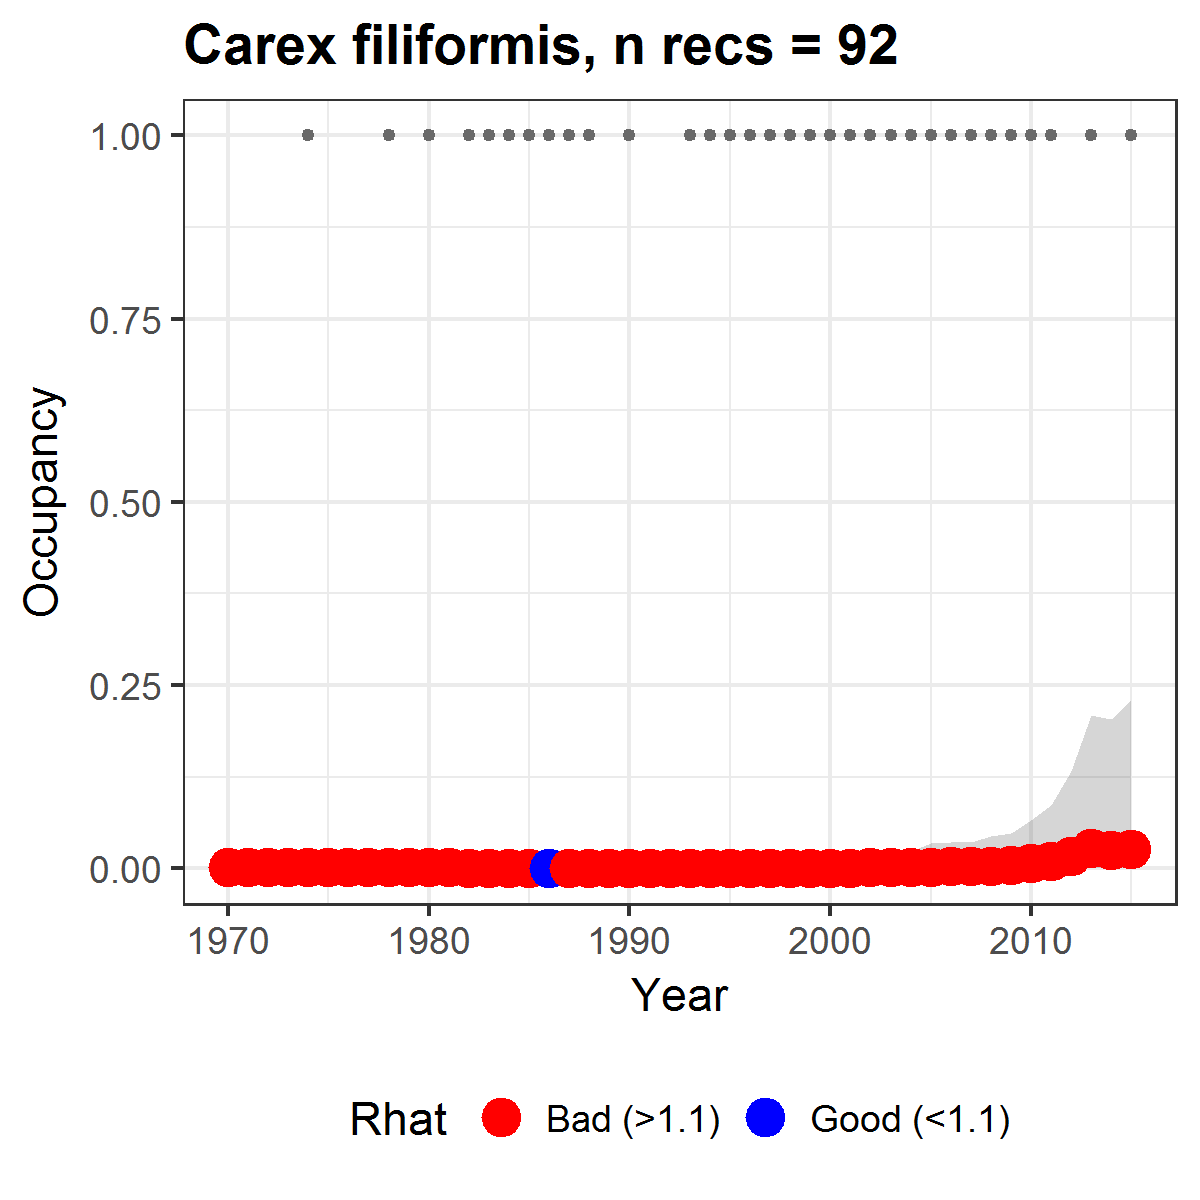 Carex filiformis, n recs = 92
1.00
0.75
0.50
0.25
0.00
Occupancy
1970 1980 1990 2000 2010
Year
Rhat Bad (>1.1) Good (<1.1)